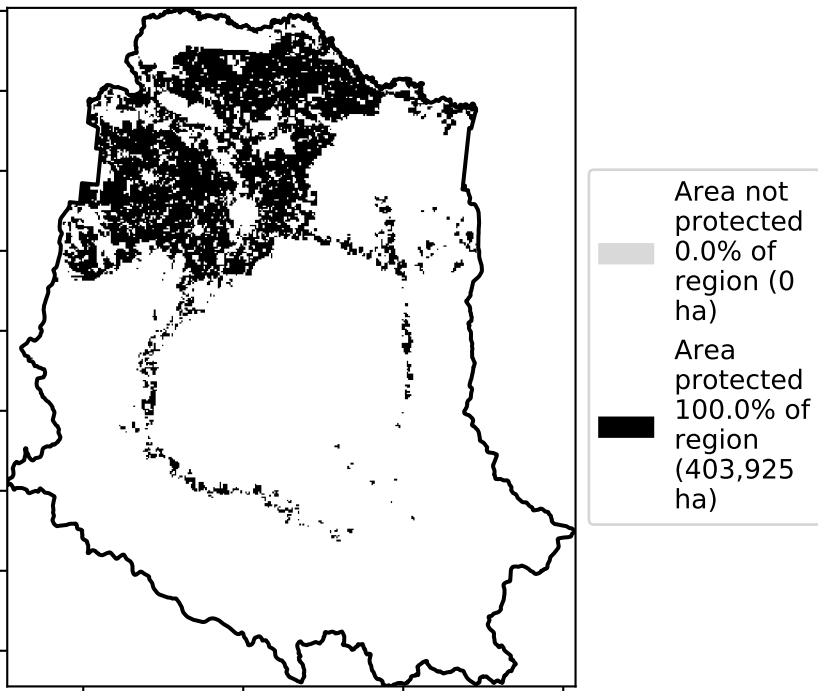 Area not
protected
0.0% of
region (0
ha)
Area
protected
100.0% of
region
(403,925
ha)